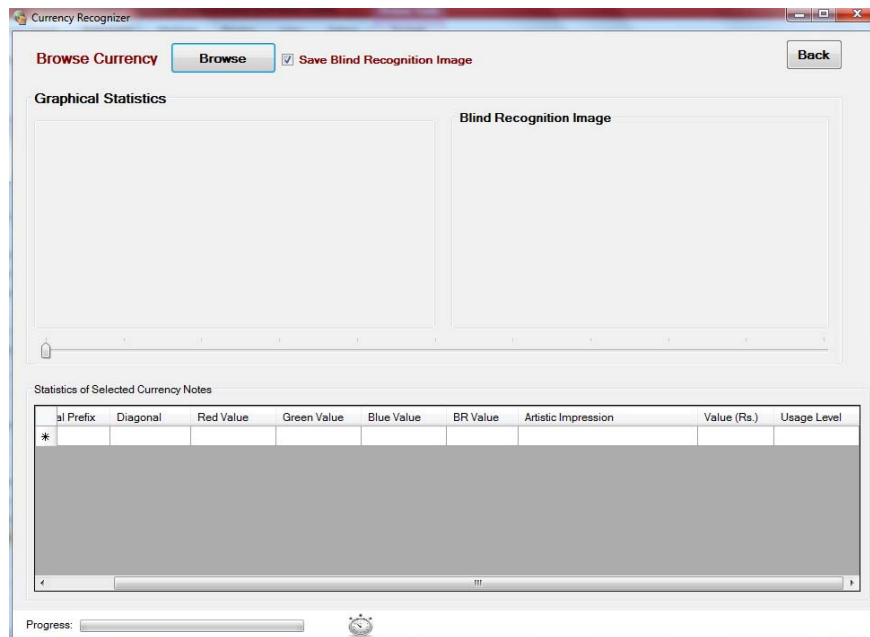 Currency Recognizer
Browse Currency Browse Save Blind Recognition Image Back
Graphical Statistics
Blind Recognition Image
Statistics of Selected Currency Notes
al Prefix Diagonal Red Value Green Value Blue Value BR Value Artistic Impression Value (Rs.) Usage Level
Progress: